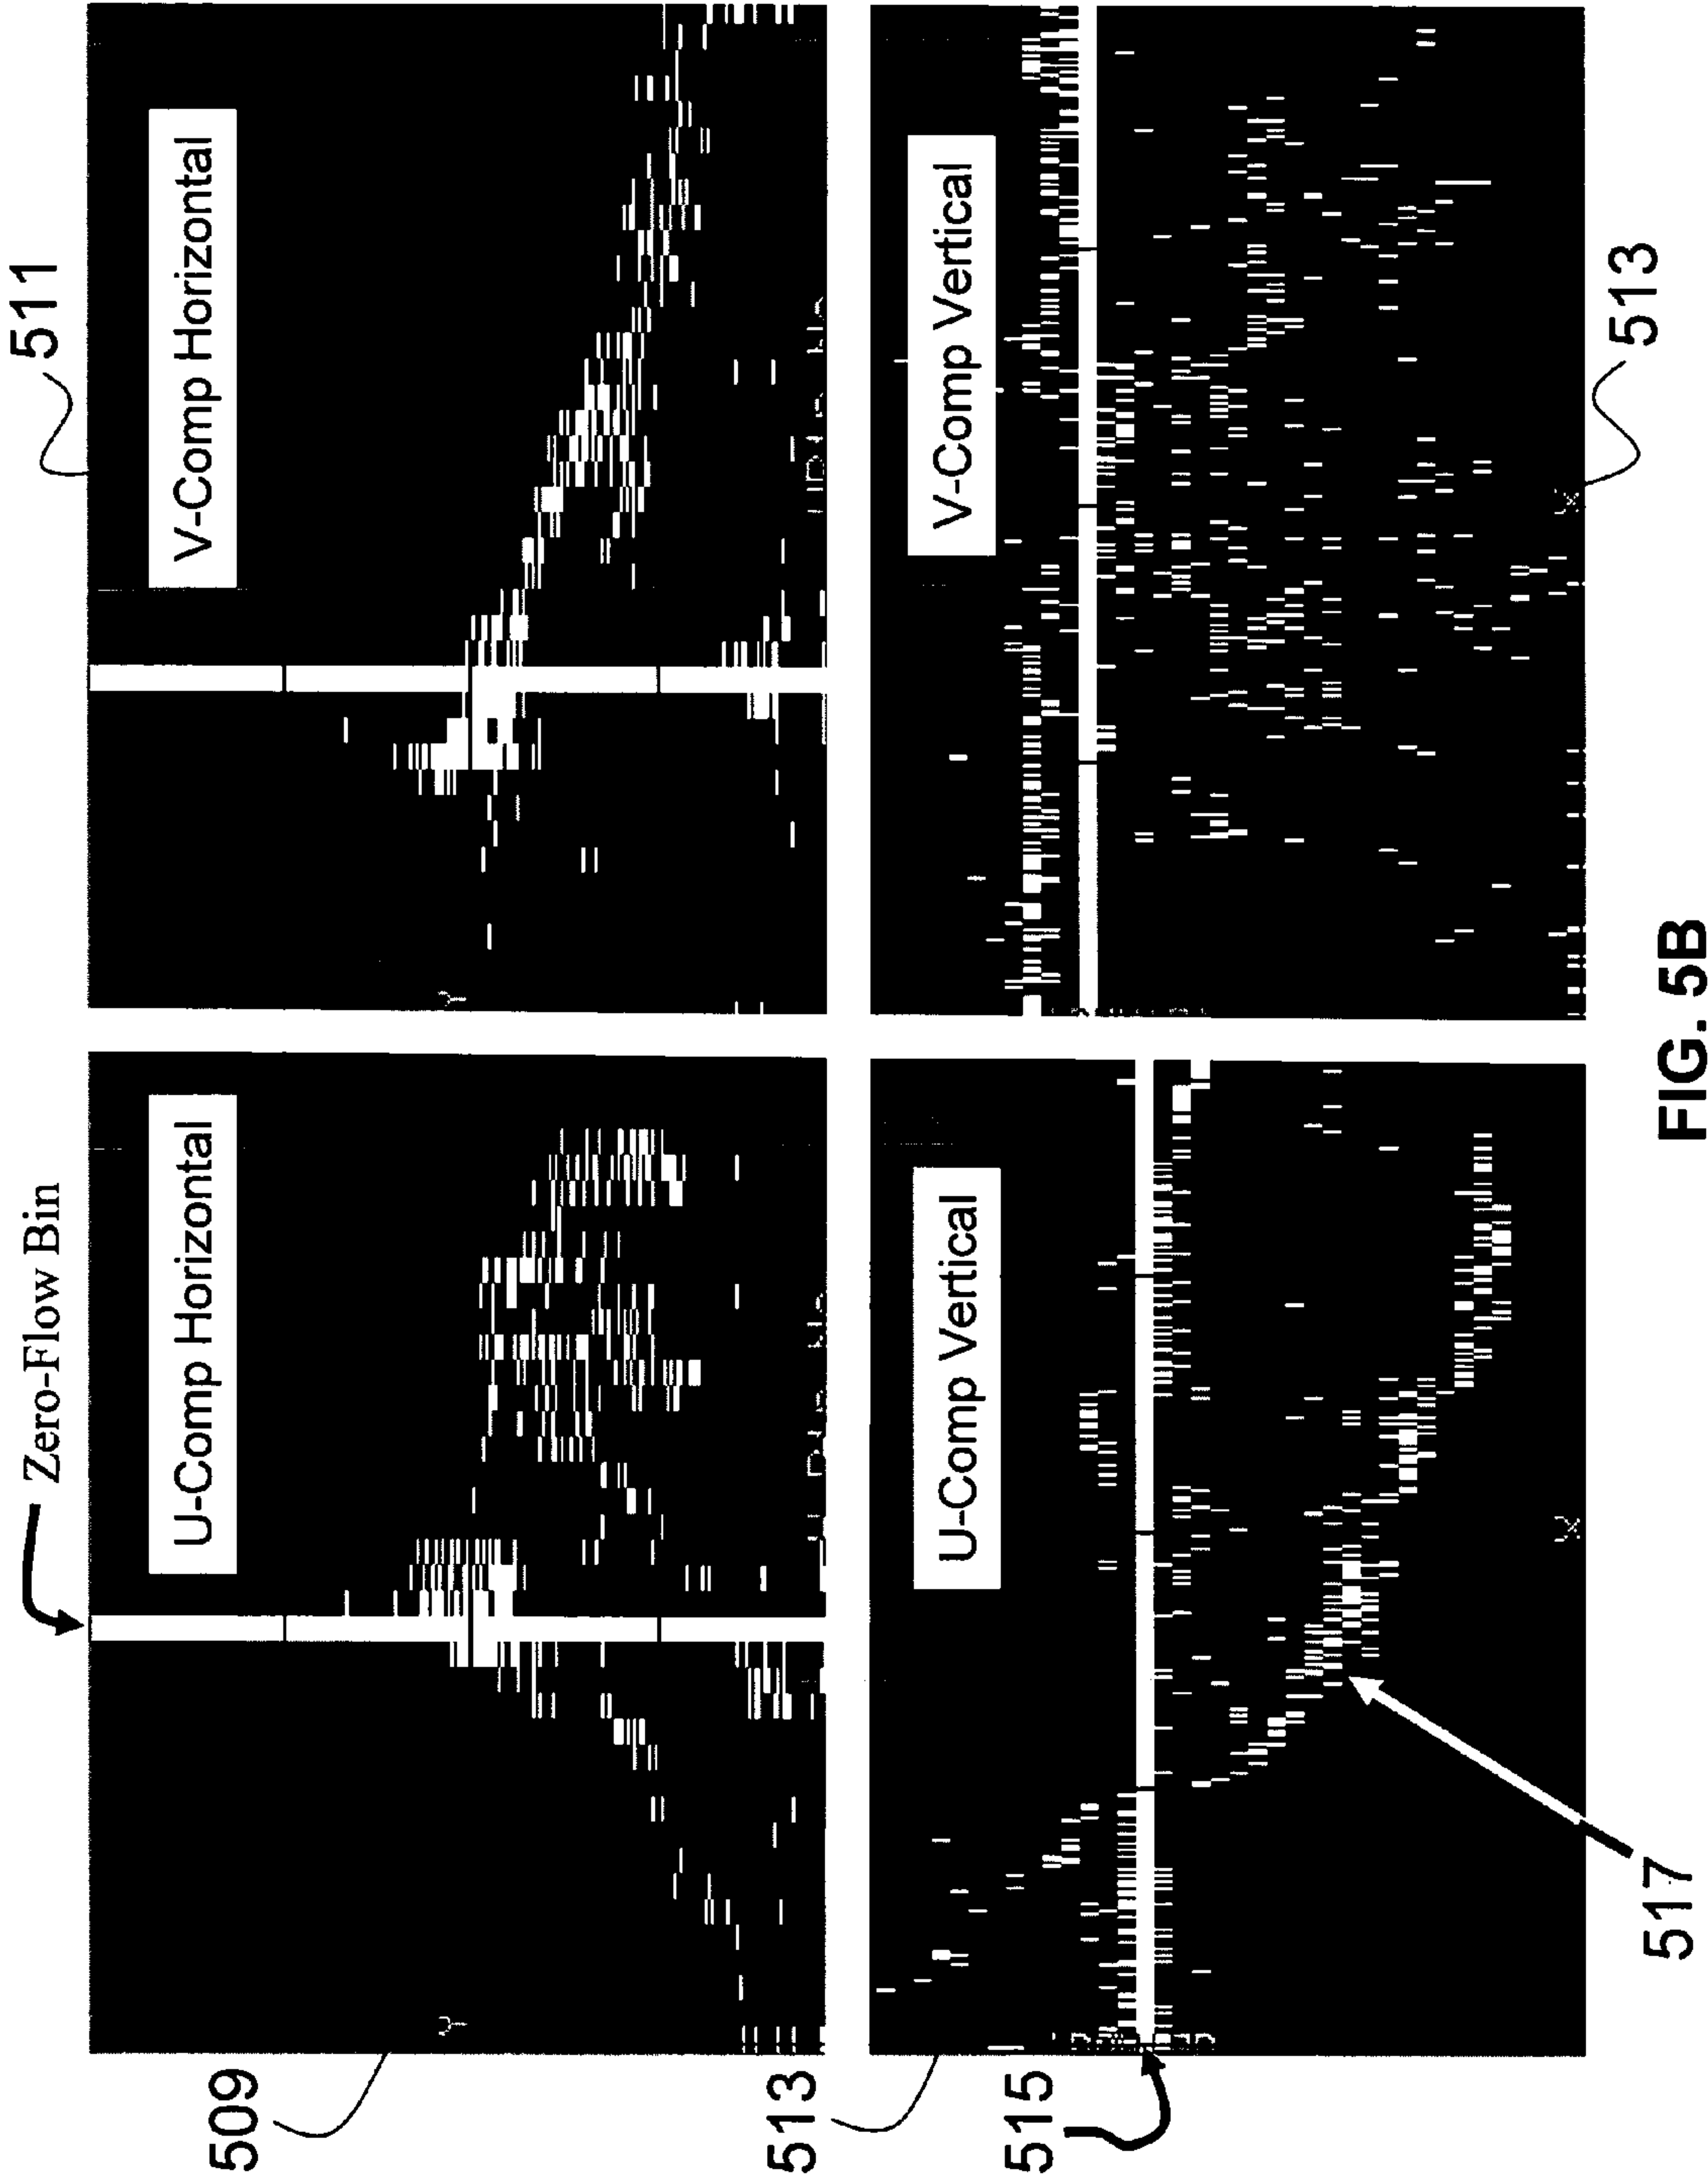 Zero-Flow Bin
511
U-Comp Horizontal
V-Comp Horizontal
509
513
U-Comp Vertical
V-Comp Vertical
515
513
517
FIG. 5B